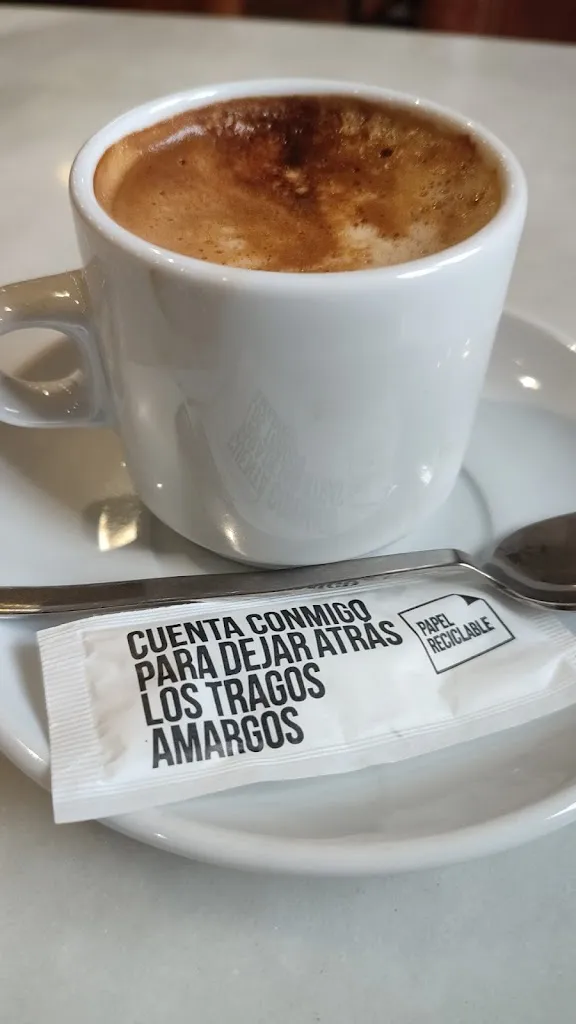 CUENTA CONMIGO
PARA DEJAR ATRÁS
LOS TRAGOS
AMARGOS
PAPEL
RECICLABLE